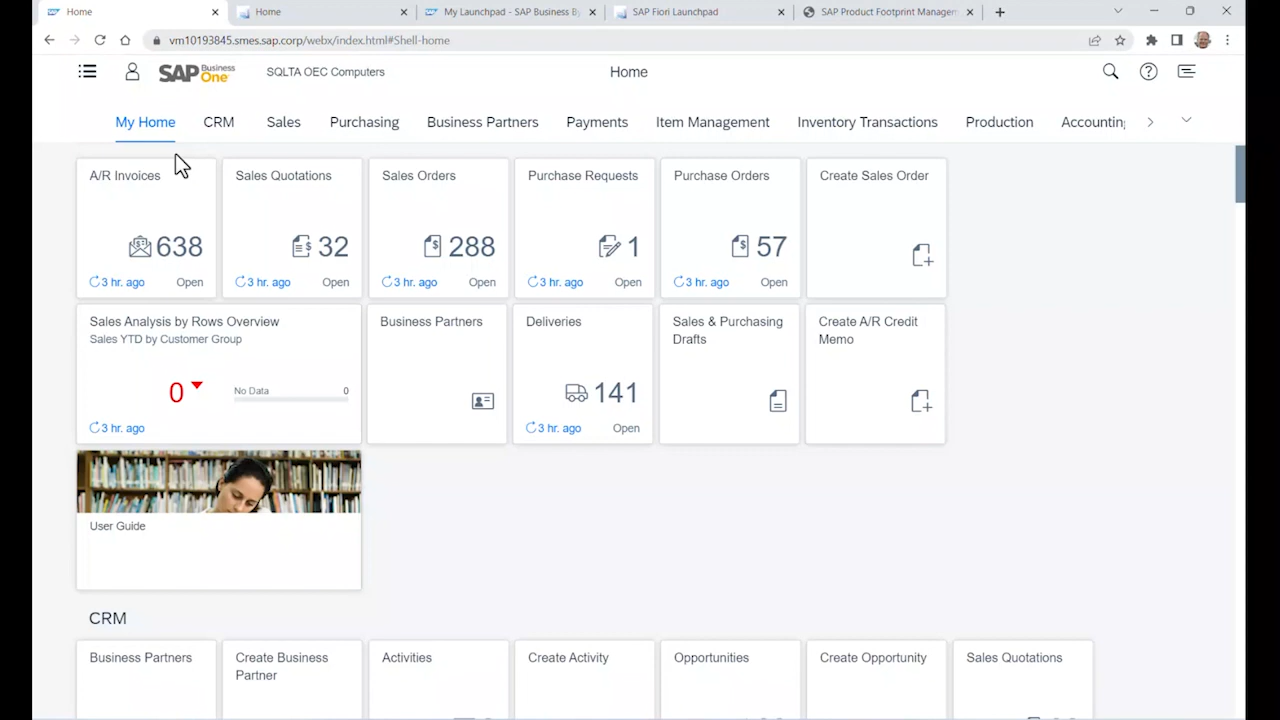 Home
Home
My Launchpad - SAP Business By
SAP Fiori Launchpad
SAP Product Footprint Managem
vm10193845.smes.sap.corp/webx/index.html#Shell-home
SAP Business One
SQLTA OEC Computers
Home
My Home
CRM
Sales
Purchasing
Business Partners
Payments
Item Management
Inventory Transactions
Production
Accounting
A/R Invoices
638
3 hr. ago
Open
Sales Quotations
32
3 hr. ago
Open
Sales Orders
288
3 hr. ago
Open
Purchase Requests
1
3 hr. ago
Open
Purchase Orders
57
3 hr. ago
Open
Create Sales Order
Sales Analysis by Rows Overview
Sales YTD by Customer Group
0
No Data
0
3 hr. ago
Business Partners
Deliveries
141
3 hr. ago
Open
Sales & Purchasing
Drafts
Create A/R Credit
Memo
User Guide
CRM
Business Partners
Create Business
Partner
Activities
Create Activity
Opportunities
Create Opportunity
Sales Quotations